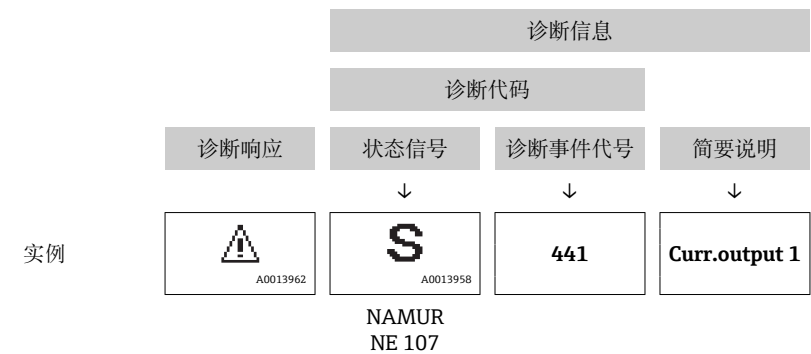 诊断信息
诊断代码
诊断响应 状态信号 诊断事件代号 简要说明
↓ ↓ ↓
实例 S 441 Curr.output 1
A0013962 A0013958
NAMUR
NE 107